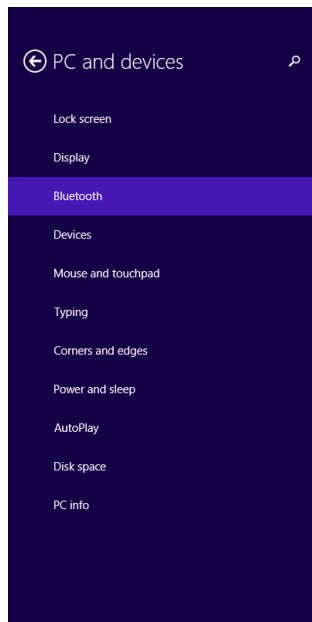 PC and devices
Lock screen
Display
Bluetooth
Devices
Mouse and touchpad
Typing
Corners and edges
Power and sleep
AutoPlay
Disk space
PC info